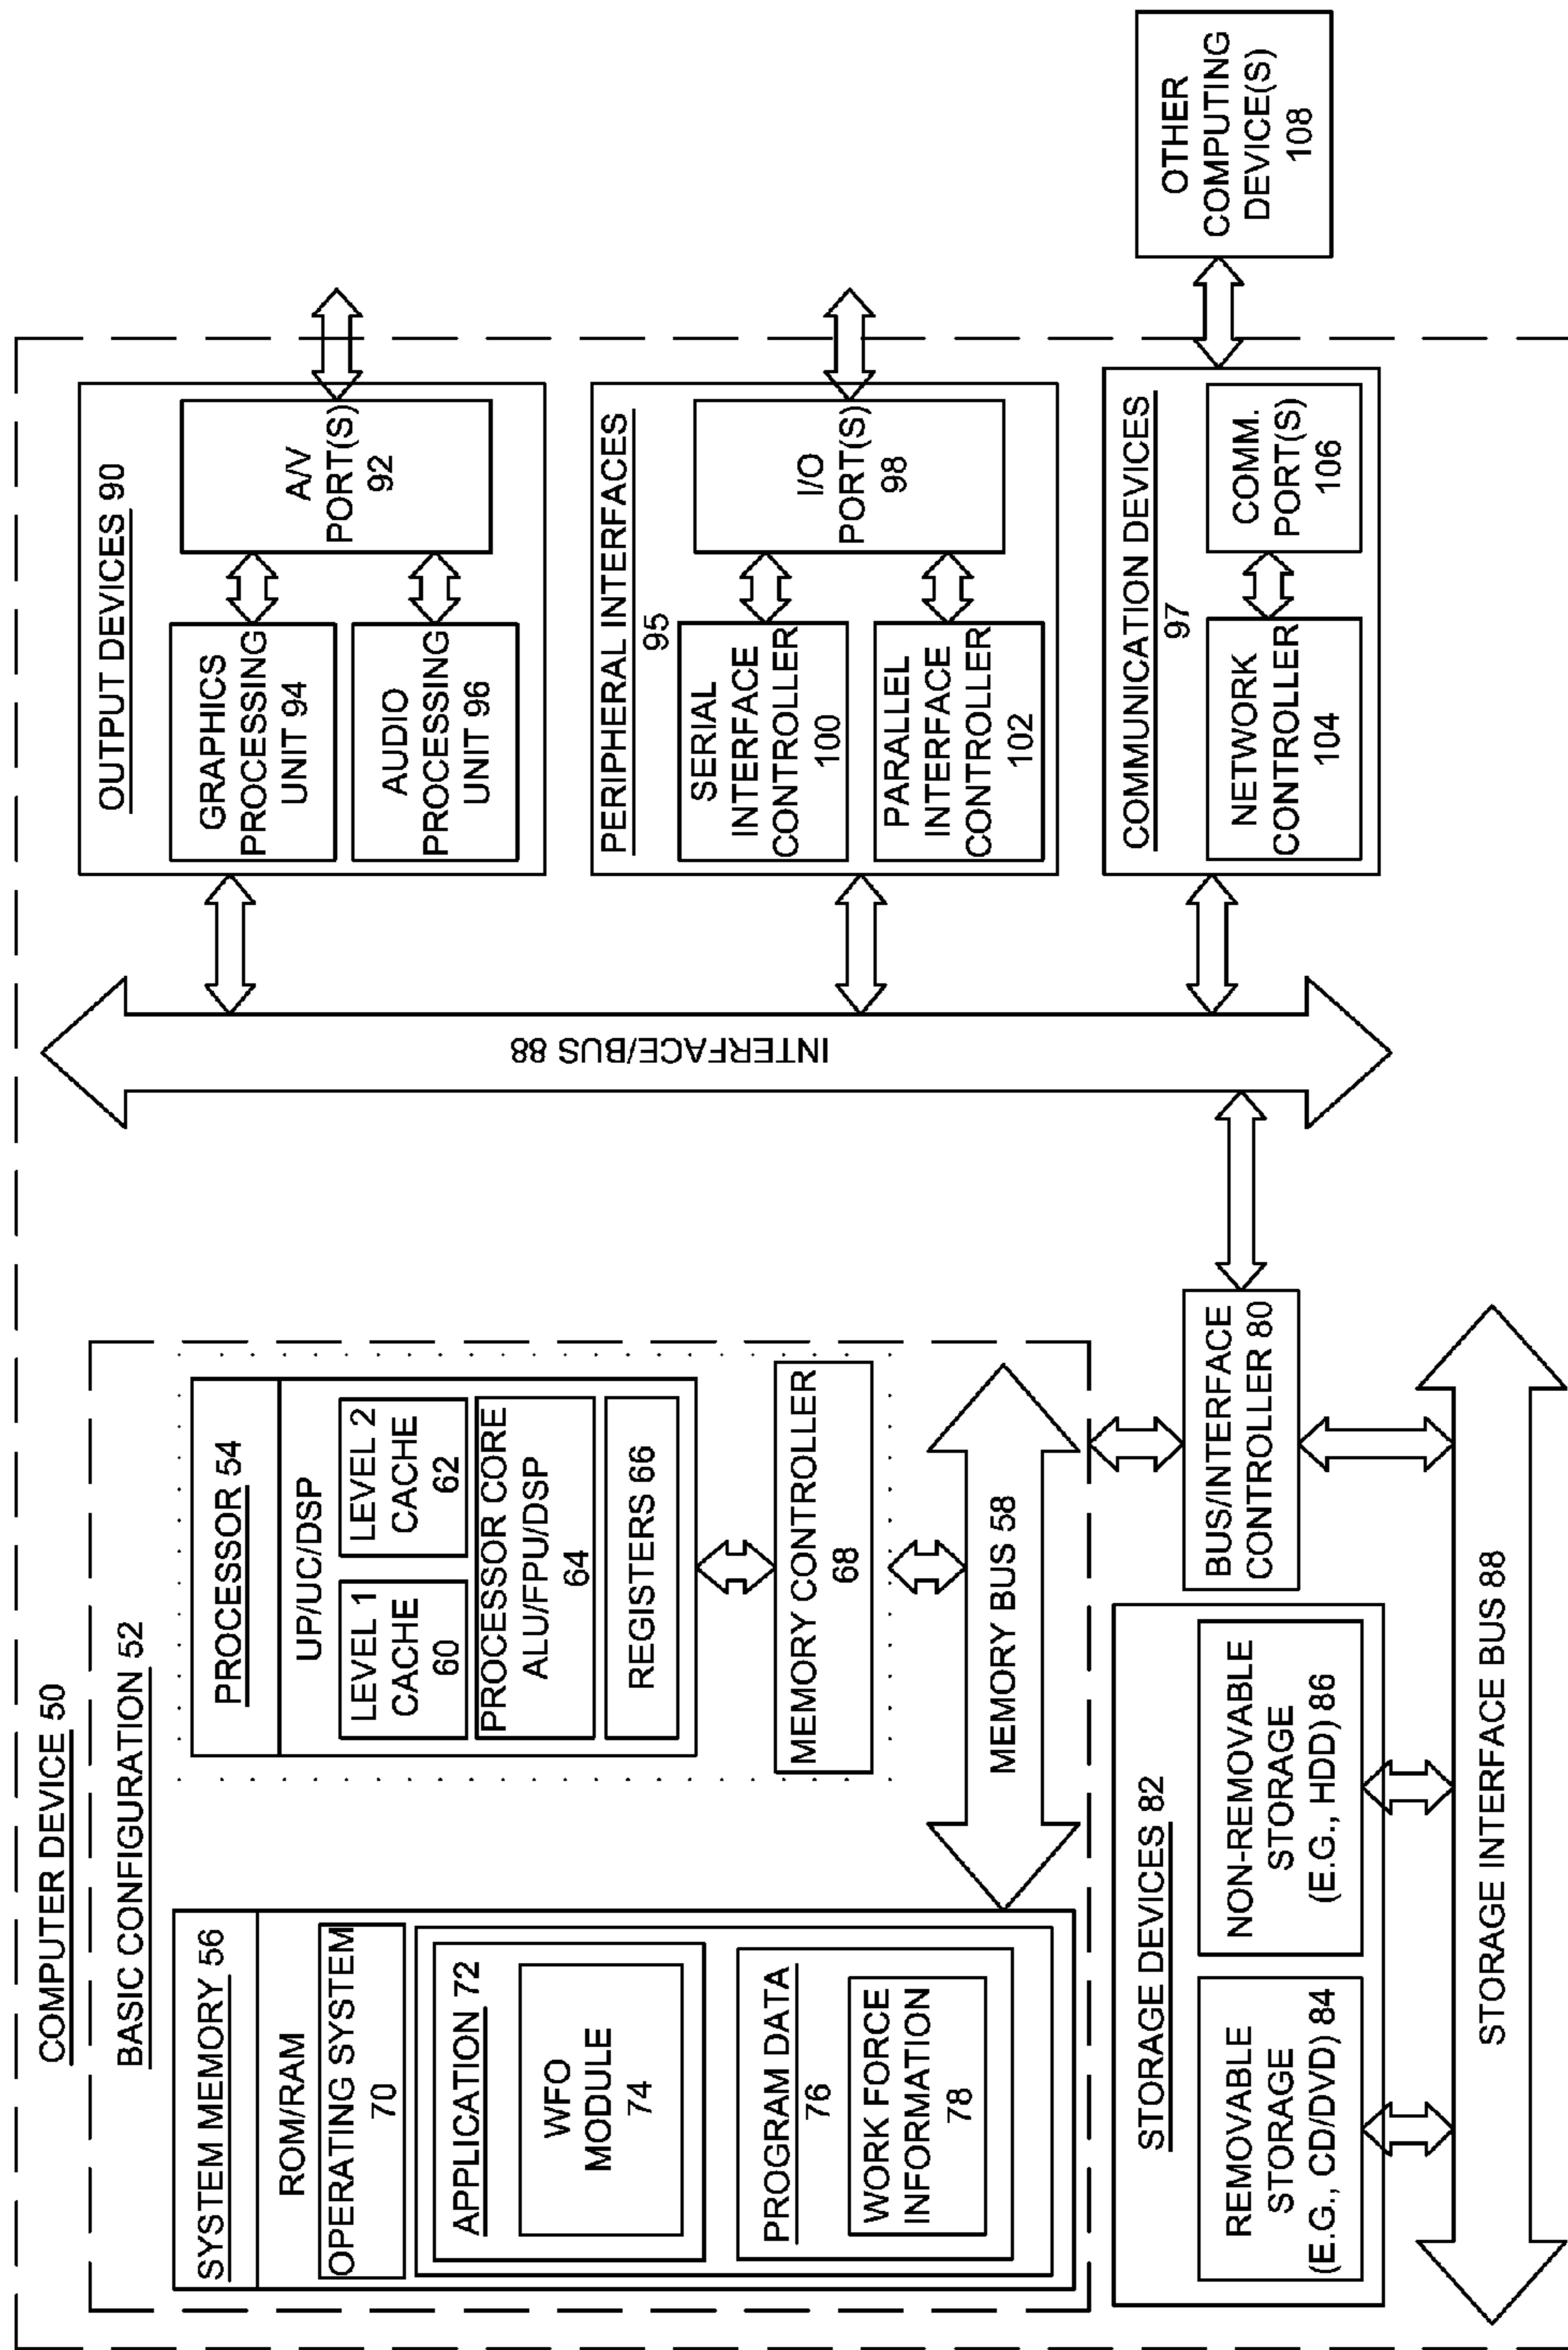 COMPUTER DEVICE 50
BASIC CONFIGURATION 52
SYSTEM MEMORY 56
ROM/RAM
OPERATING SYSTEM
70
APPLICATION 72
WFO
MODULE
74
PROGRAM DATA
76
WORK FORCE
INFORMATION
78
PROCESSOR 54
UP/UC/DSP
LEVEL 1
CACHE
60
LEVEL 2
CACHE
62
PROCESSOR CORE
ALU/FPU/DSP
64
REGISTERS 66
MEMORY CONTROLLER
68
MEMORY BUS 58
BUS/INTERFACE
CONTROLLER 80
STORAGE DEVICES 82
REMOVABLE
STORAGE
(E.G., CD/DVD) 84
NON-REMOVABLE
STORAGE
(E.G., HDD) 86
STORAGE INTERFACE BUS 88
INTERFACE/BUS 88
OUTPUT DEVICES 90
GRAPHICS
PROCESSING
UNIT 94
AUDIO
PROCESSING
UNIT 96
A/V
PORT(S)
92
PERIPHERAL INTERFACES
95
SERIAL
INTERFACE
CONTROLLER
100
PARALLEL
INTERFACE
CONTROLLER
102
I/O
PORT(S)
98
COMMUNICATION DEVICES
97
NETWORK
CONTROLLER
104
COMM.
PORT(S)
106
OTHER
COMPUTING
DEVICE(S)
108